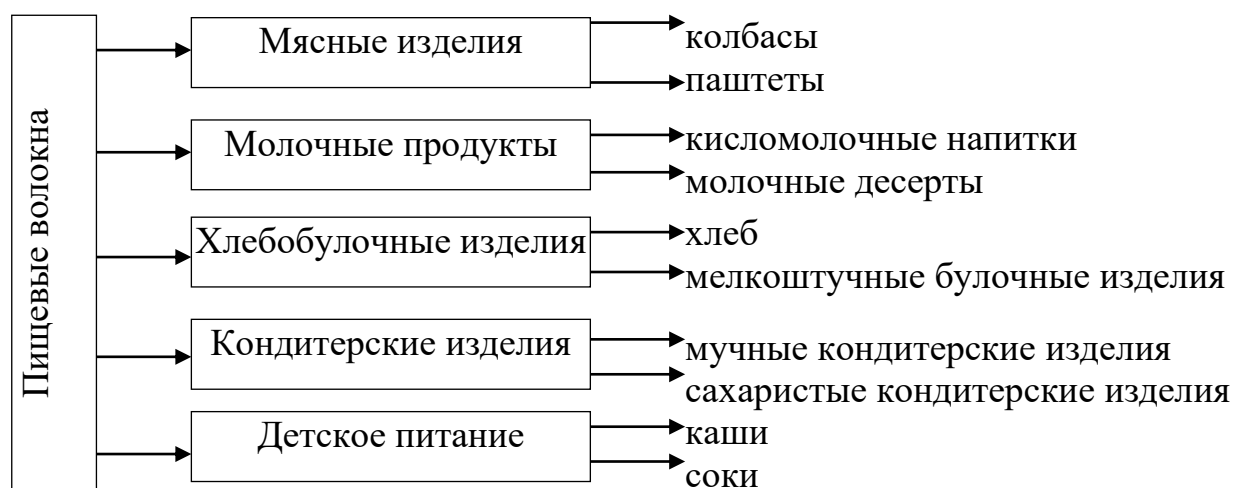 Пищевые волокна
Мясные изделия
колбасы
паштеты
Молочные продукты
кисломолочные напитки
молочные десерты
Хлебобулочные изделия
хлеб
мелкоштучные булочные изделия
Кондитерские изделия
мучные кондитерские изделия
сахаристые кондитерские изделия
Детское питание
каши
соки